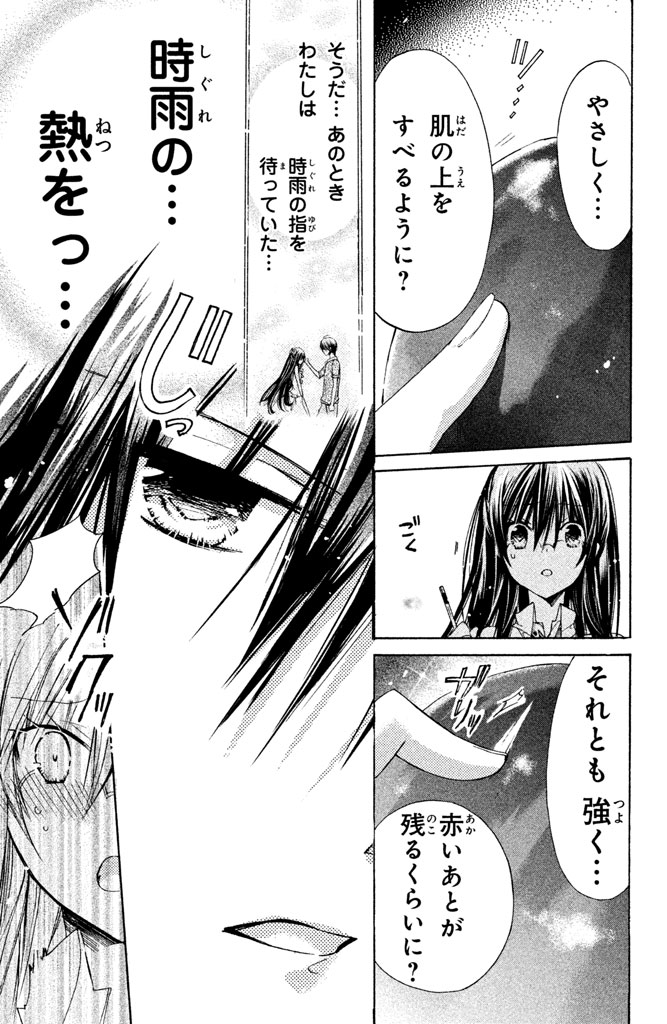 やさしく…
肌の上を
すべるように?
ごく
それとも 強く…
ガリッ
赤いあとが
残るくらいに?
そうだ… あのとき
わたしは
時雨の指を
待っていた…
時雨の…
熱をっ…
じっ
ドクッ